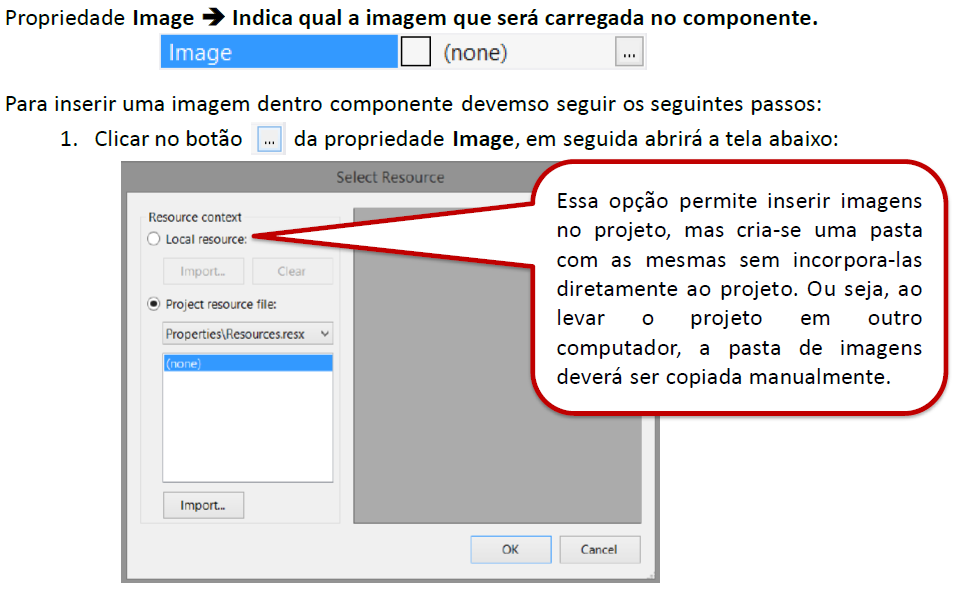 Propriedade Image ➔ Indica qual a imagem que será carregada no componente.
Image (none) ...
Para inserir uma imagem dentro componente devemso seguir os seguintes passos:
1. Clicar no botão ... da propriedade Image, em seguida abrirá a tela abaixo:
Select Resource
Resource context
Local resource:
Import... Clear
Project resource file:
Properties\Resources.resx
(none)
Import...
OK Cancel
Essa opção permite inserir imagens
no projeto, mas cria-se uma pasta
com as mesmas sem incorpora-las
diretamente ao projeto. Ou seja, ao
levar o projeto em outro
computador, a pasta de imagens
deverá ser copiada manualmente.